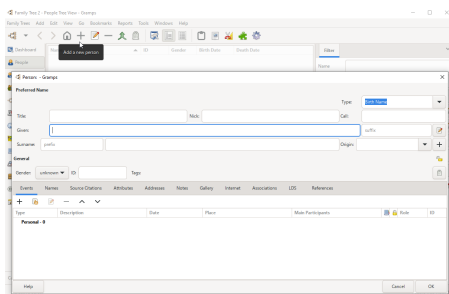 Family Tree 2 - People Tree View - Gramps
Family Trees Add Edit View Go Bookmarks Reports Tools Windows Help
Dashboard
People
Add a new person
ID Gender Birth Date Death Date
Filter
Name
Person: - Gramps
Preferred Name
Type: Birth Name
Title: Nick: Call:
Given: suffix
Surname: prefix Origin:
General
Gender: unknown ID: Tags:
Events Names Source Citations Attributes Addresses Notes Gallery Internet Associations LDS References
Type Description Date Place Main Participants Role ID
Personal - 0
Help Cancel OK